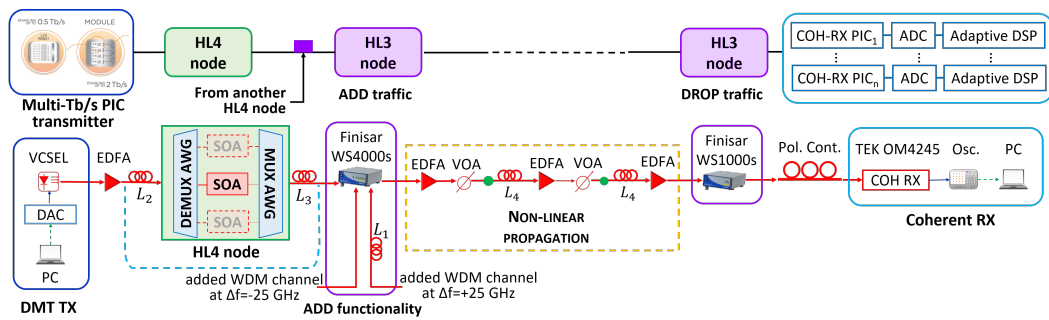 0.5 Tb/s
MODULE
2 Tb/s
Multi-Tb/s PIC
transmitter
HL4
node
From another
HL4 node
HL3
node
ADD traffic
HL3
node
DROP traffic
COH-RX PIC1
ADC
Adaptive DSP
COH-RX PICn
ADC
Adaptive DSP
VCSEL
DAC
PC
DMT TX
EDFA
L2
DEMUX AWG
SOA
SOA
SOA
MUX AWG
HL4 node
L3
Finisar
WS4000s
L1
added WDM channel
at Δf=-25 GHz
added WDM channel
at Δf=+25 GHz
ADD functionality
EDFA
VOA
L4
EDFA
VOA
L4
EDFA
NON-LINEAR
PROPAGATION
Finisar
WS1000s
Pol. Cont.
TEK OM4245
COH RX
Osc.
PC
Coherent RX